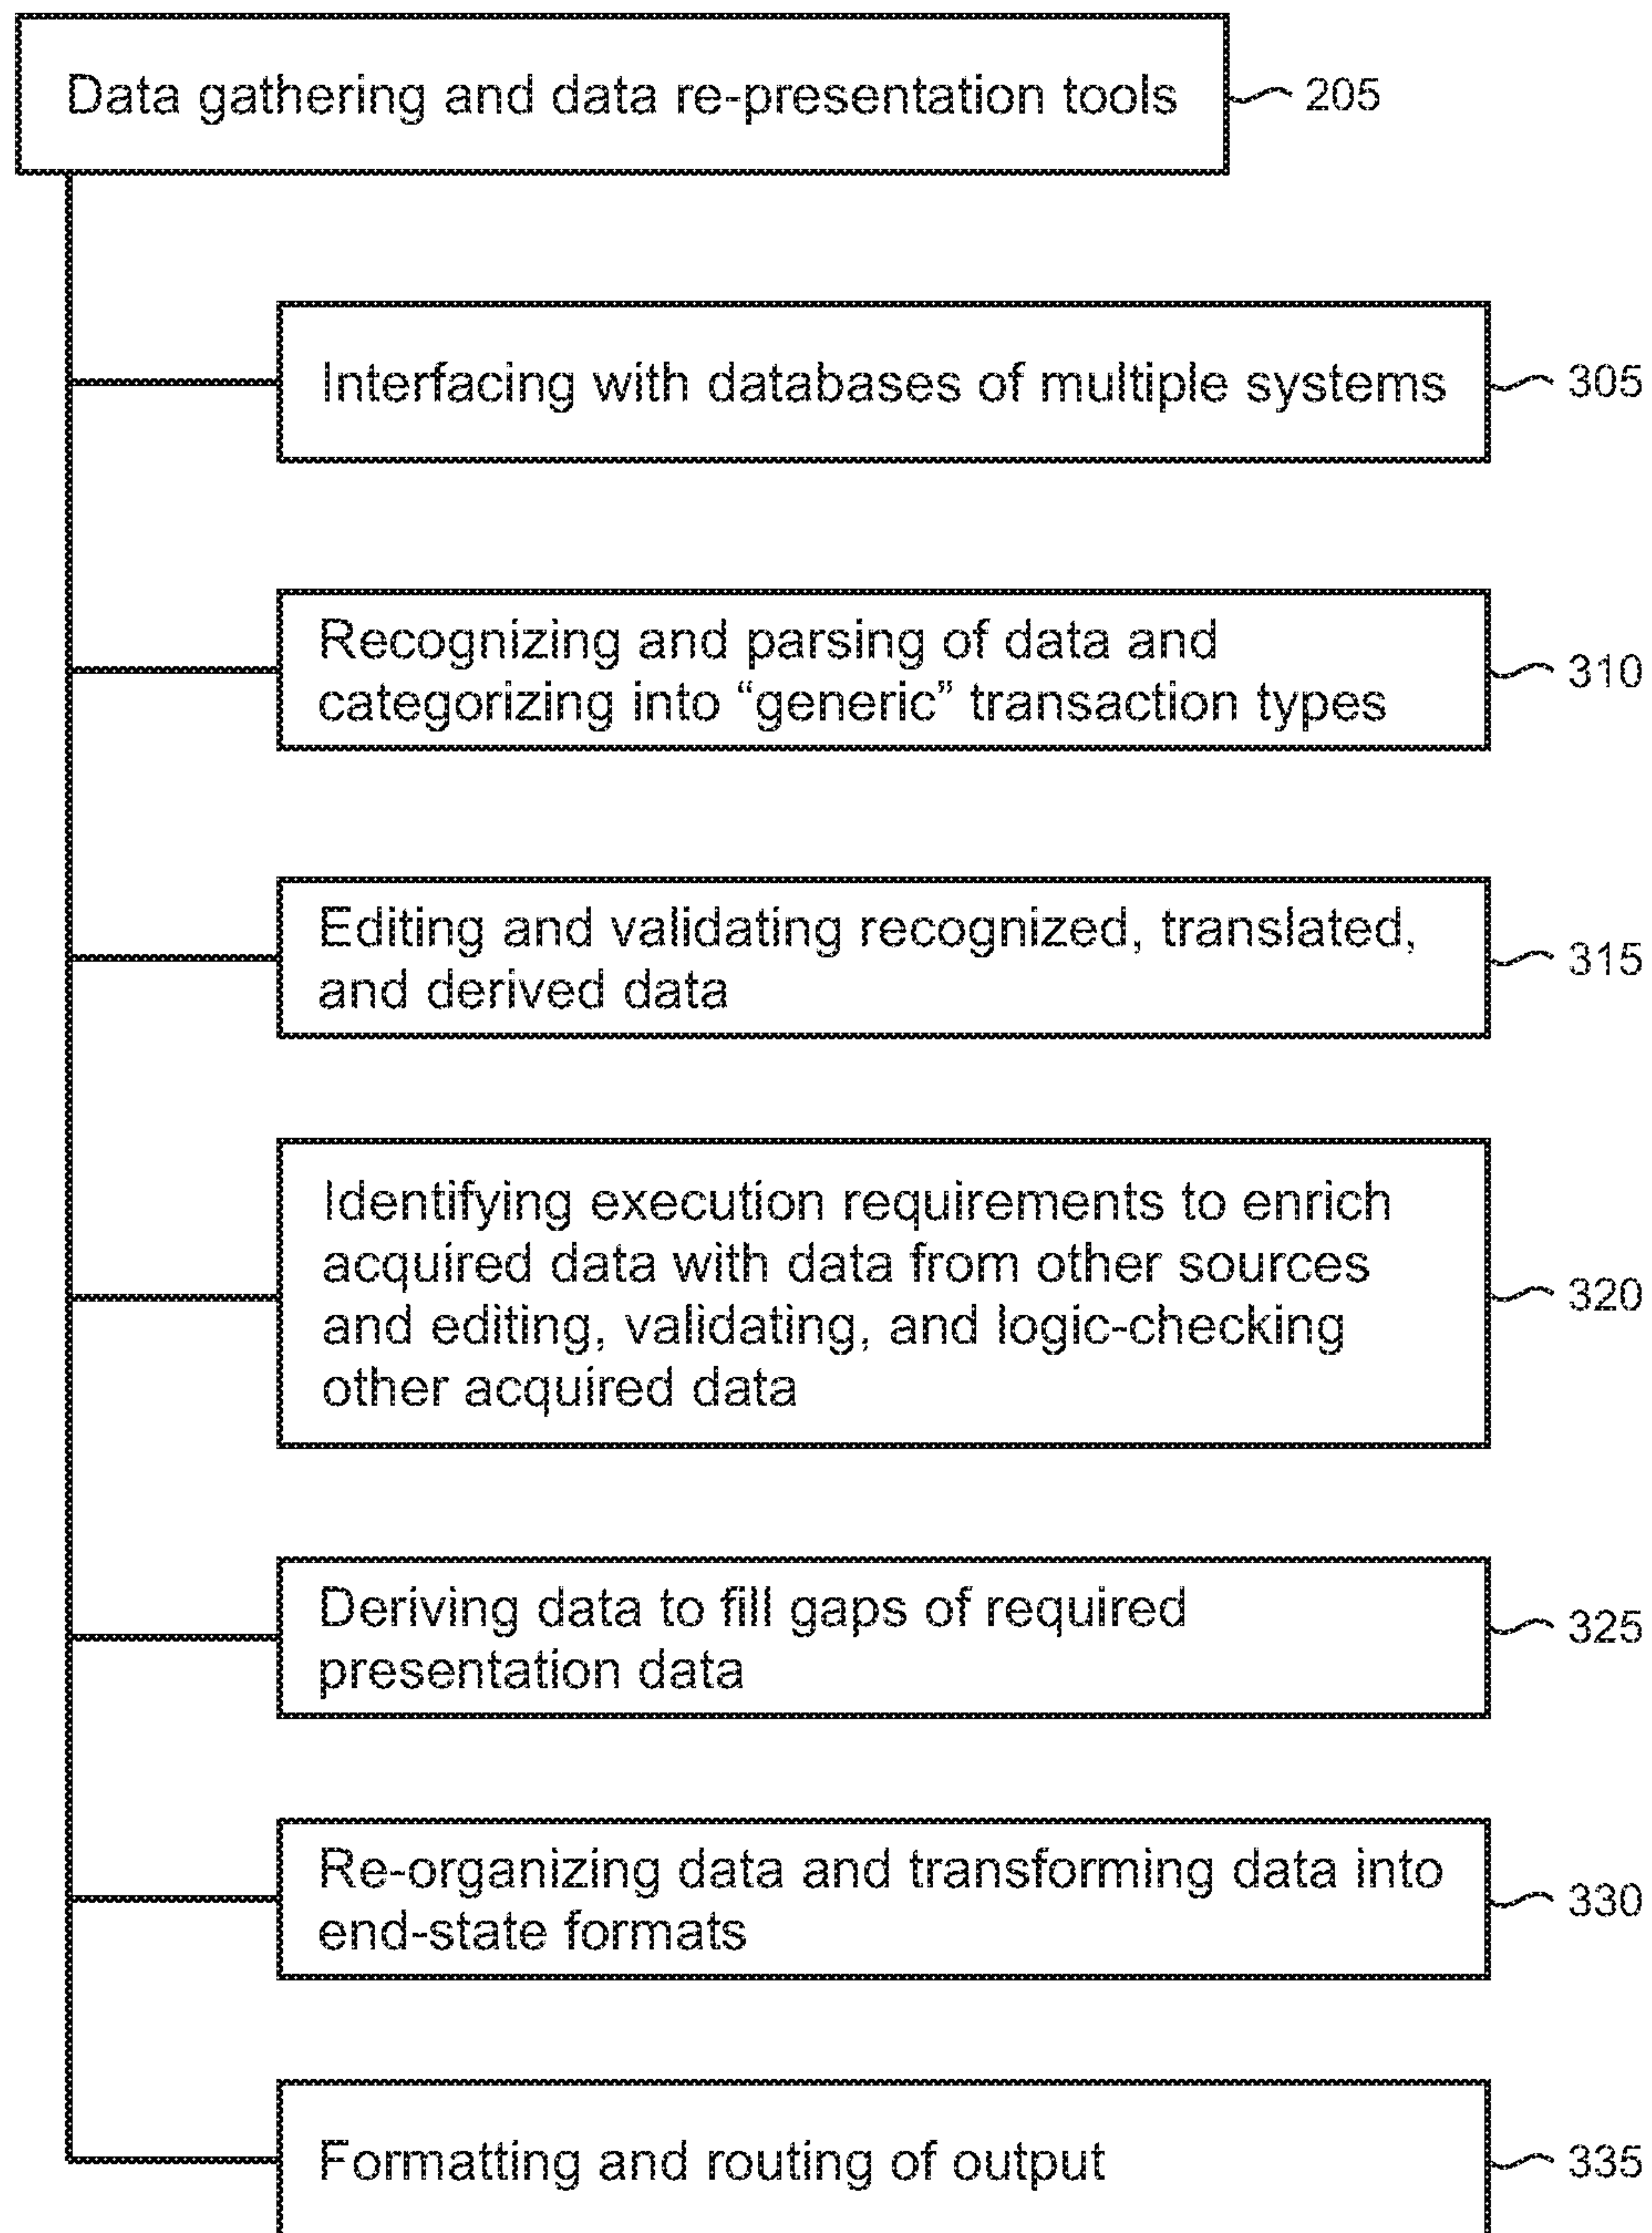 Data gathering and data re-presentation tools 205
Interfacing with databases of multiple systems 305
Recognizing and parsing of data and
categorizing into “generic” transaction types 310
Editing and validating recognized, translated,
and derived data 315
Identifying execution requirements to enrich
acquired data with data from other sources
and editing, validating, and logic-checking
other acquired data 320
Deriving data to fill gaps of required
presentation data 325
Re-organizing data and transforming data into
end-state formats 330
Formatting and routing of output 335